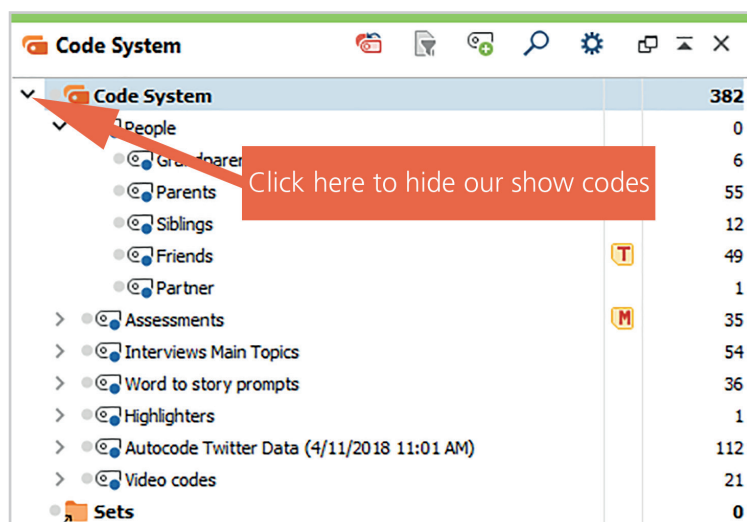 Code System
Code System 382
People 0
Grandparen 6
Click here to hide our show codes
Parents 55
Siblings 12
Friends T 49
Partner 1
Assessments M 35
Interviews Main Topics 54
Word to story prompts 36
Highlighters 1
Autocode Twitter Data (4/11/2018 11:01 AM) 112
Video codes 21
Sets 0